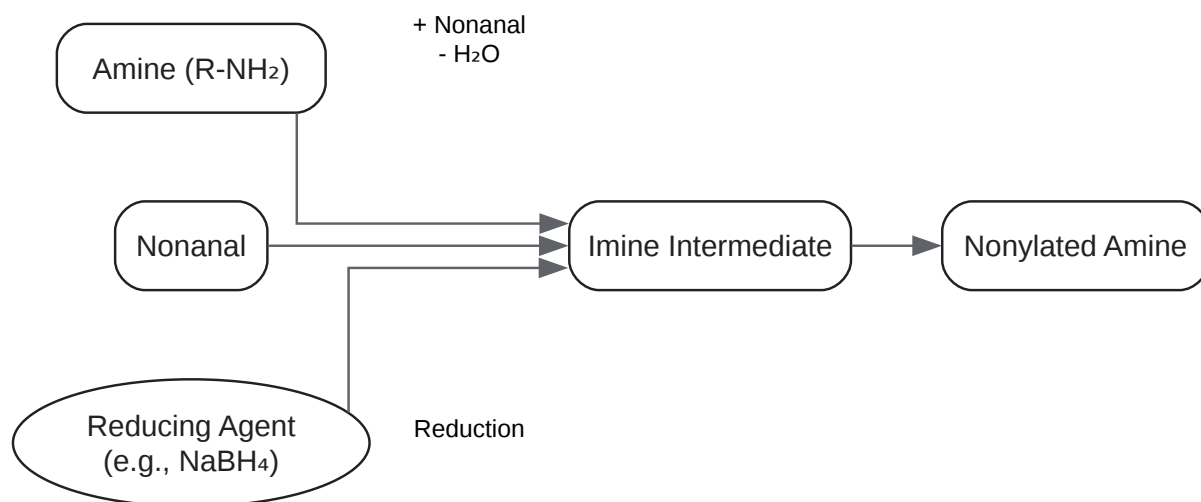 + Nonanal
- H₂O
Amine (R-NH₂)
Nonanal
Imine Intermediate
Nonylated Amine
Reducing Agent
(e.g., NaBH₄)
Reduction